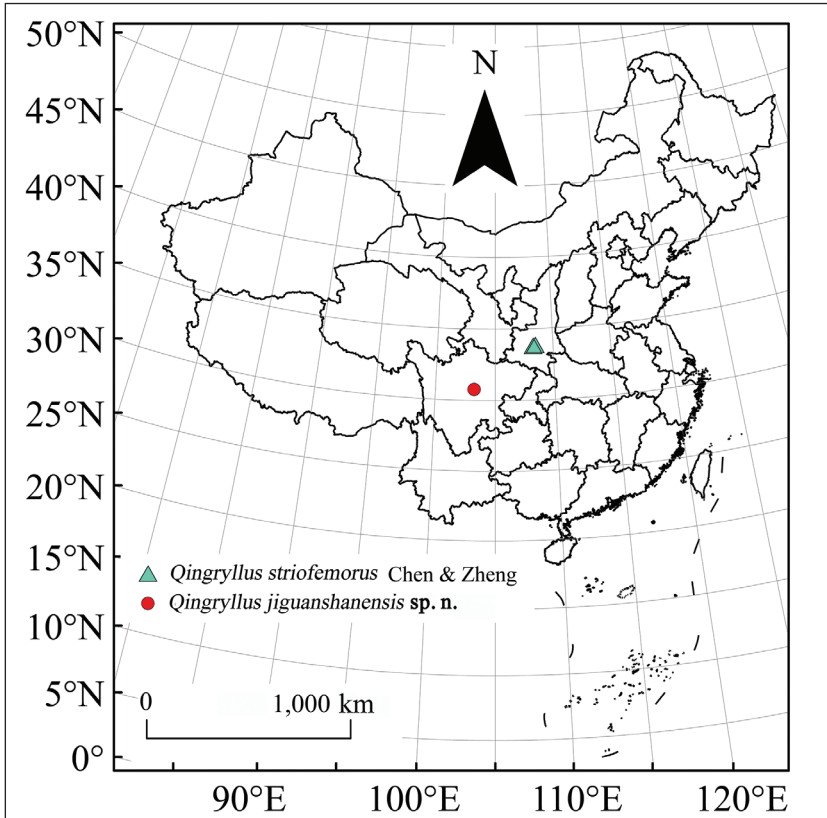 50°N
N
45°N
40°N
35°N
30°N
25°N
20°N
15°N
Qingryllus striofemorus Chen & Zheng
Qingryllus jiguanshanensis sp. n.
10°N
5°N
0 1,000 km
0°
90°E 100°E 110°E 120°E